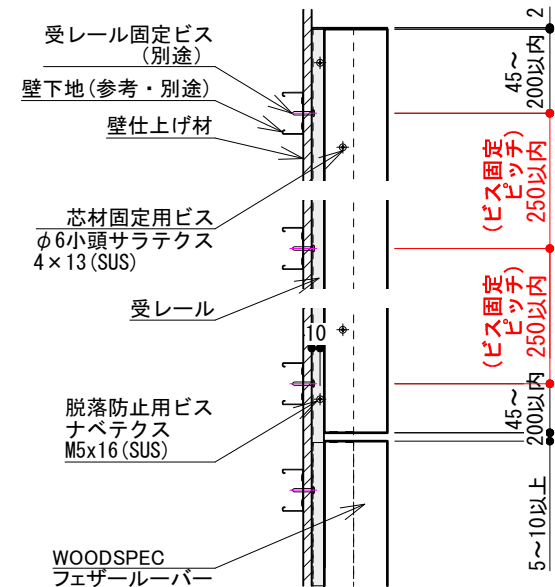 受レール固定ビス
(別途)
壁下地(参考・別途)
壁仕上げ材
芯材固定用ビス
φ6小頭サラテクス
4×13(SUS)
受レール
10
脱落防止用ビス
ナベテクス
M5x16(SUS)
WOODSPEC
フェザールーバー
2
45～
200以内
(ビス固定
ピッチ)
250以内
(ビス固定
ピッチ)
250以内
45～
200以内
5～10以上